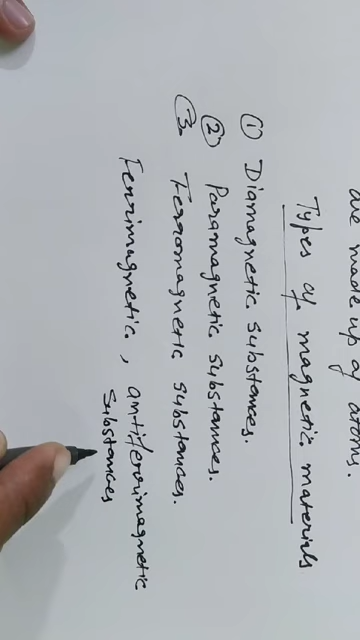 are made up of atoms.
Types of magnetic materials
(1) Diamagnetic substances.
(2) Paramagnetic substances.
(3) Ferromagnetic substances.
Ferrimagnetic, antiferrimagnetic
substances